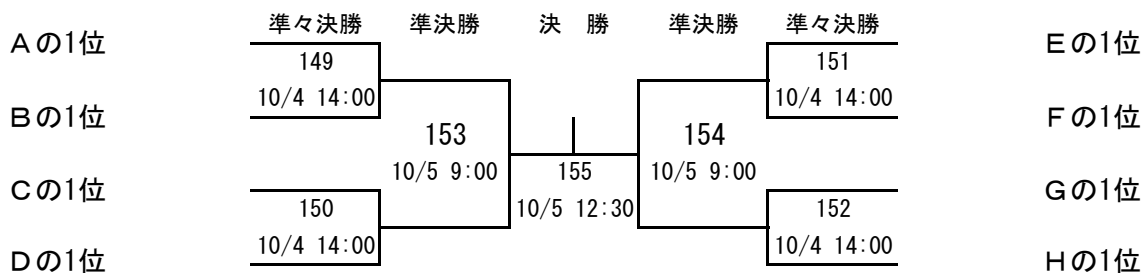 準々決勝 準決勝 決 勝 準決勝 準々決勝
Aの1位 Eの1位
149 151
10/4 14:00 10/4 14:00
Bの1位 Fの1位
153 154
10/5 9:00 155 10/5 9:00
Cの1位 Gの1位
150 10/5 12:30 152
10/4 14:00 10/4 14:00
Dの1位 Hの1位